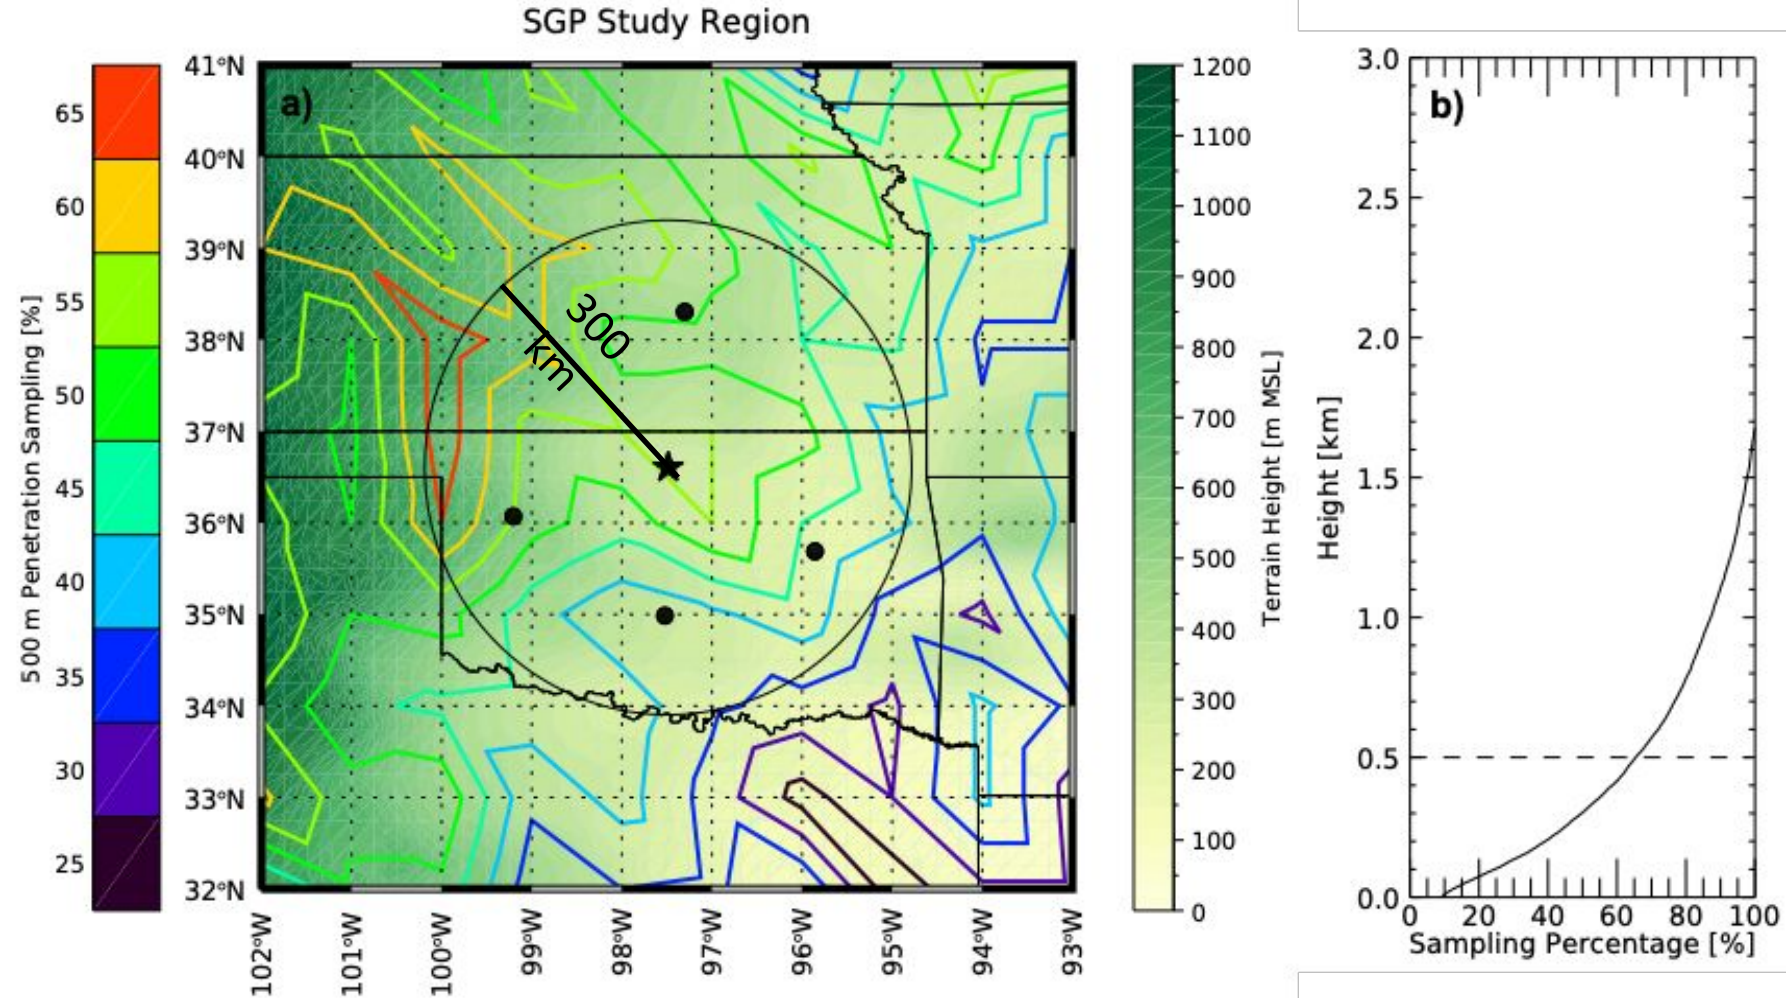 SGP Study Region
a)
300
km
41°N
40°N
39°N
38°N
37°N
36°N
35°N
34°N
33°N
32°N
102°W
101°W
100°W
99°W
98°W
97°W
96°W
95°W
94°W
93°W
500 m Penetration Sampling [%]
65
60
55
50
45
40
35
30
25
Terrain Height [m MSL]
1200
1100
1000
900
800
700
600
500
400
300
200
100
0
b)
Height [km]
3.0
2.5
2.0
1.5
1.0
0.5
0.0
0 20 40 60 80 100
Sampling Percentage [%]